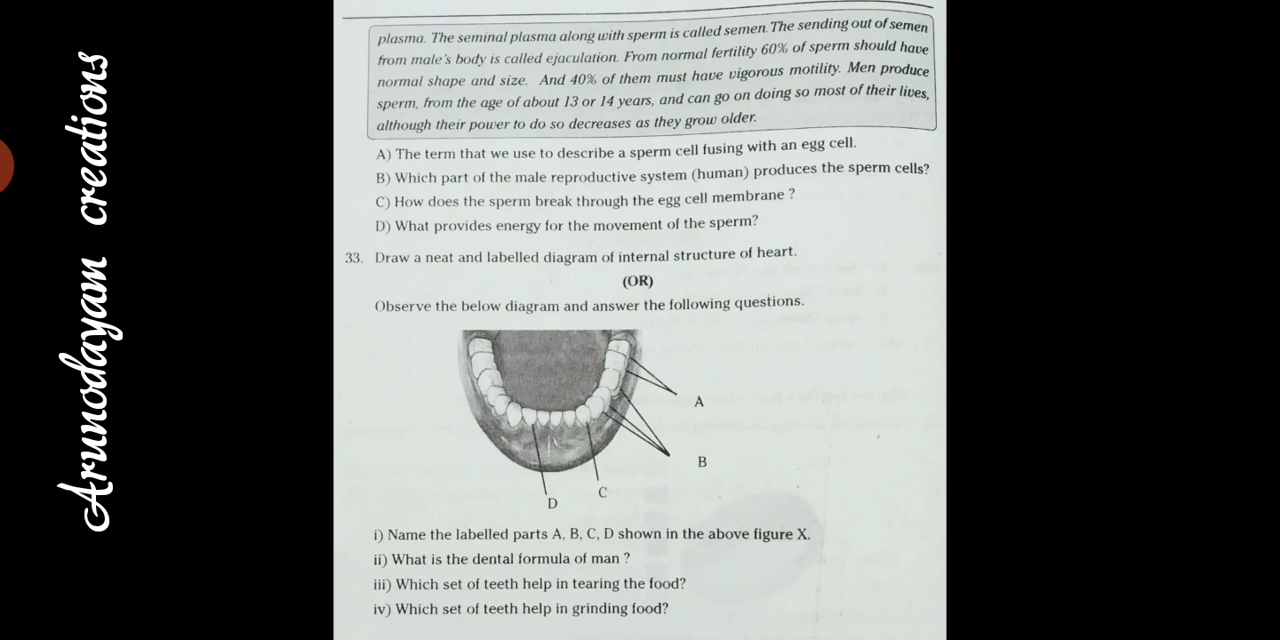 Arunodayam creations
plasma. The seminal plasma along with sperm is called semen. The sending out of semen
from male's body is called ejaculation. From normal fertility 60% of sperm should have
normal shape and size. And 40% of them must have vigorous motility. Men produce
sperm, from the age of about 13 or 14 years, and can go on doing so most of their lives,
although their power to do so decreases as they grow older.
A) The term that we use to describe a sperm cell fusing with an egg cell.
B) Which part of the male reproductive system (human) produces the sperm cells?
C) How does the sperm break through the egg cell membrane ?
D) What provides energy for the movement of the sperm?
33. Draw a neat and labelled diagram of internal structure of heart.
(OR)
Observe the below diagram and answer the following questions.
A
B
C
D
i) Name the labelled parts A, B, C, D shown in the above figure X.
ii) What is the dental formula of man ?
iii) Which set of teeth help in tearing the food?
iv) Which set of teeth help in grinding food?